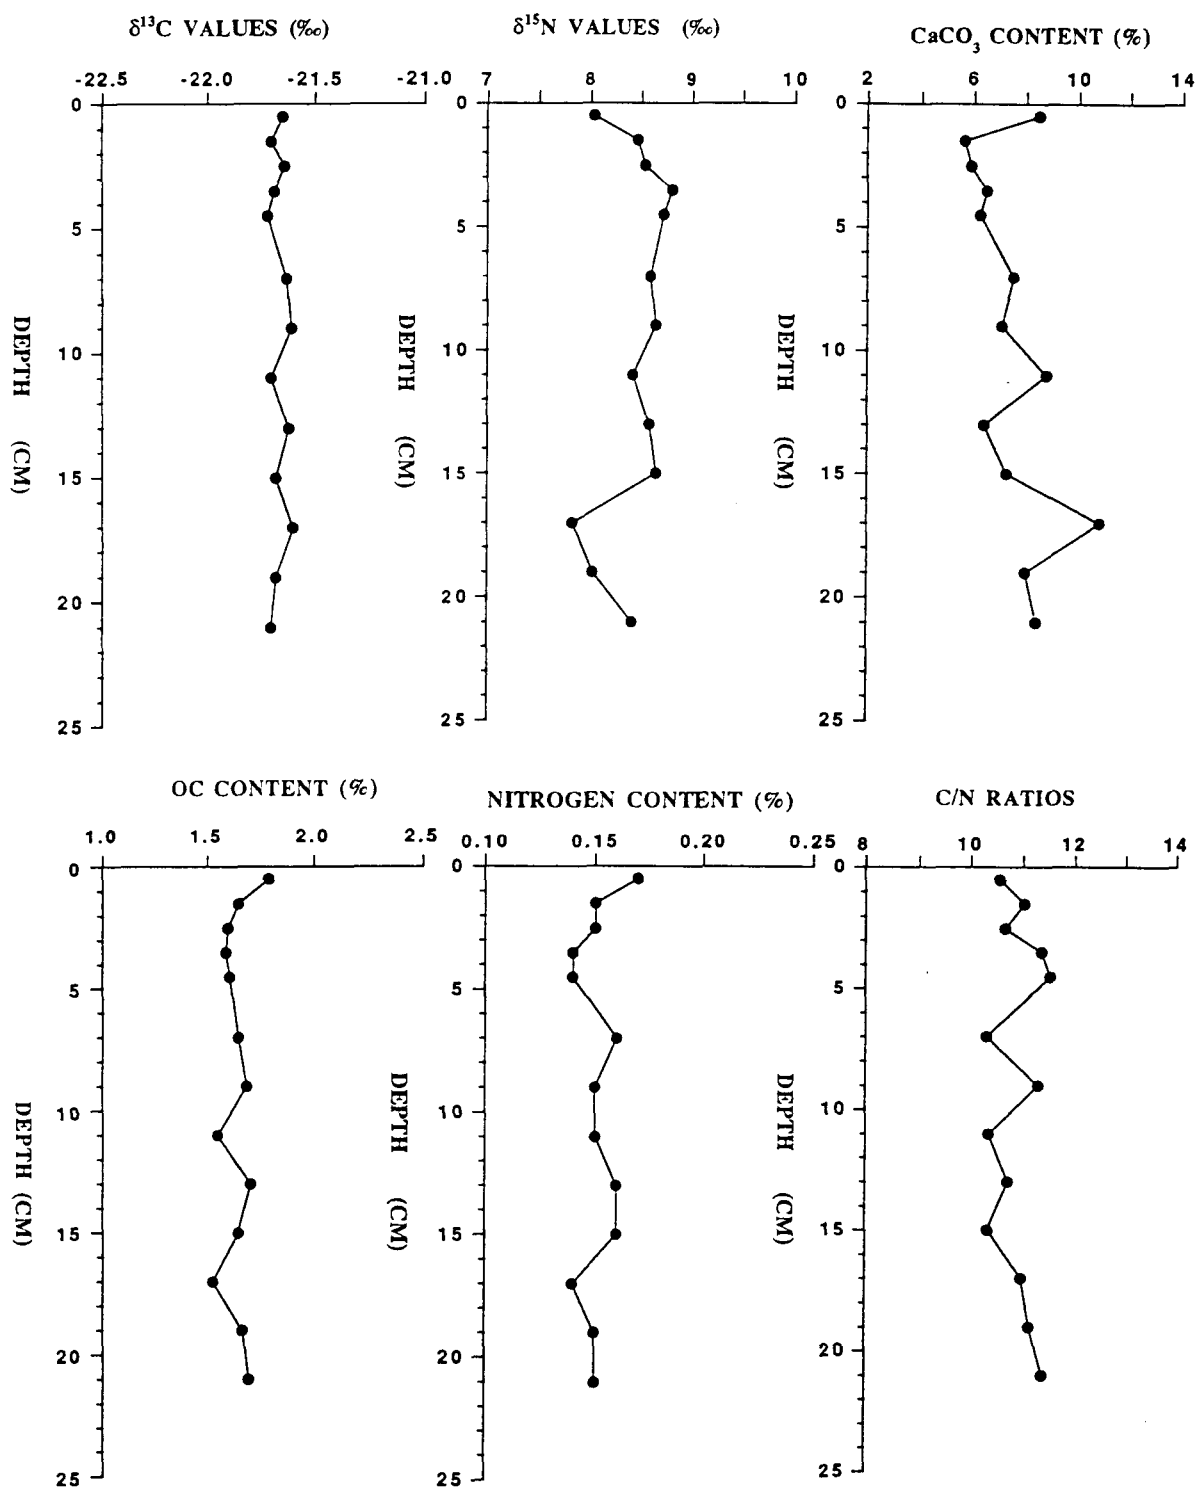 δ¹³C VALUES (‰)
-22.5 -22.0 -21.5 -21.0
0
5
10
15
20
25
DEPTH (CM)
δ¹⁵N VALUES (‰)
7 8 9 10
0
5
10
15
20
25
DEPTH (CM)
CaCO₃ CONTENT (%)
2 6 10 14
0
5
10
15
20
25
DEPTH (CM)
OC CONTENT (%)
1.0 1.5 2.0 2.5
0
5
10
15
20
25
DEPTH (CM)
NITROGEN CONTENT (%)
0.10 0.15 0.20 0.25
0
5
10
15
20
25
DEPTH (CM)
C/N RATIOS
8 10 12 14
0
5
10
15
20
25
DEPTH (CM)